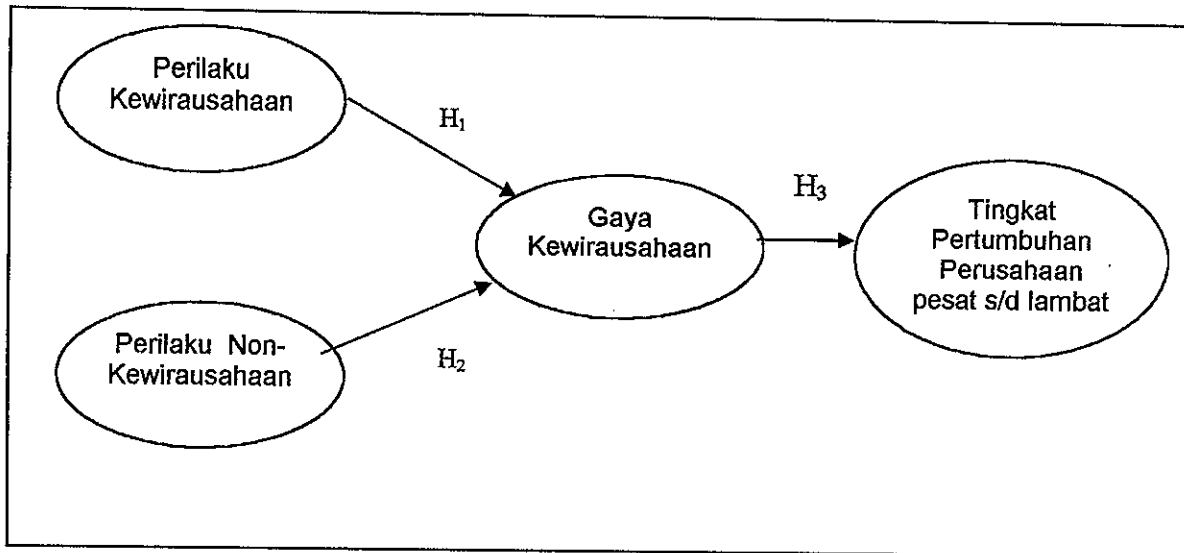 Perilaku
Kewirausahaan
H₁
Perilaku Non-
Kewirausahaan
H₂
Gaya
Kewirausahaan
H₃
Tingkat
Pertumbuhan
Perusahaan
pesat s/d lambat